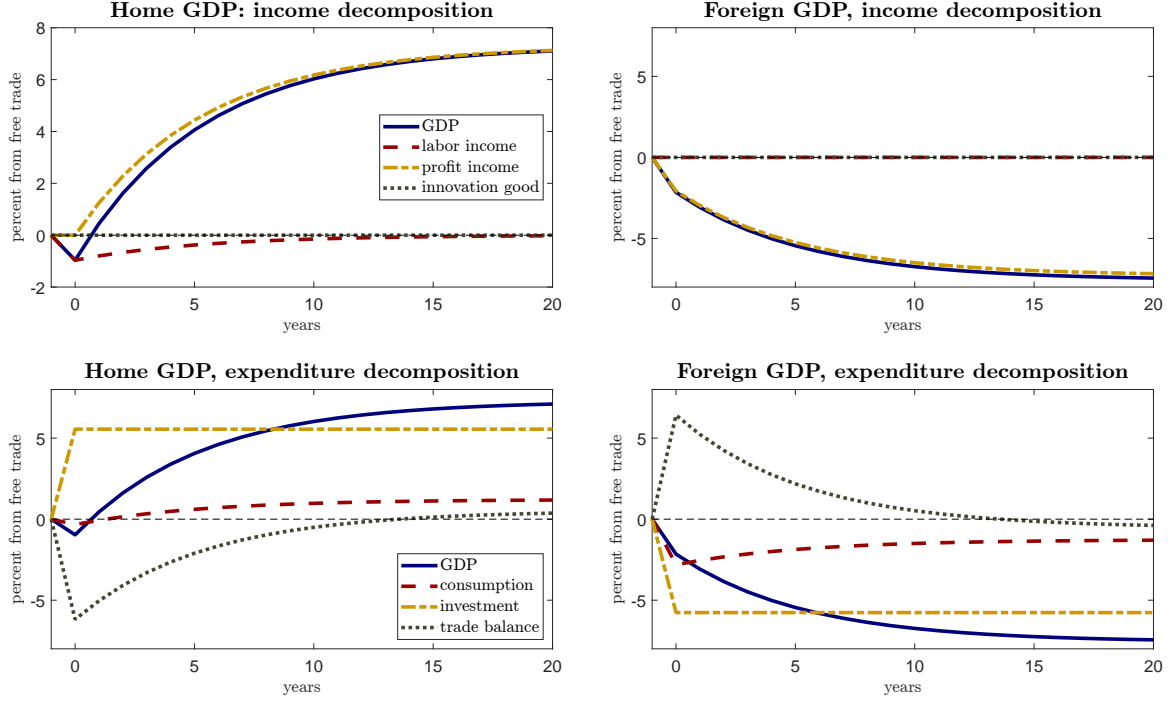 Home GDP: income decomposition
percent from free trade
8
6
4
2
0
-2
GDP
labor income
profit income
innovation good
0
5
10
15
20
years
Foreign GDP, income decomposition
percent from free trade
5
0
-5
0
5
10
15
20
years
Home GDP, expenditure decomposition
percent from free trade
5
0
-5
GDP
consumption
investment
trade balance
0
5
10
15
20
years
Foreign GDP, expenditure decomposition
percent from free trade
5
0
-5
0
5
10
15
20
years